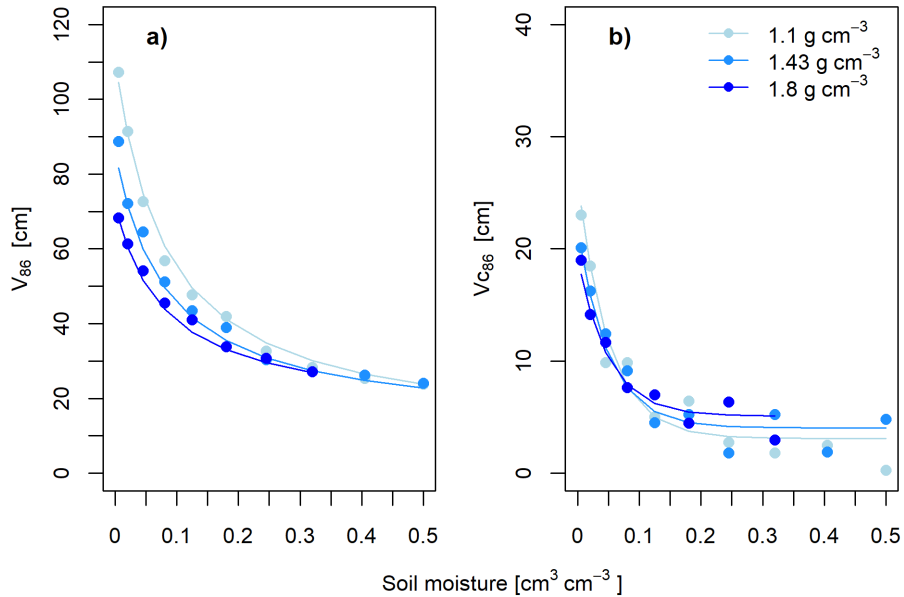 a)
V₈₆ [cm]
120
100
80
60
40
20
0
0 0.1 0.2 0.3 0.4 0.5
b)
1.1 g cm⁻³
1.43 g cm⁻³
1.8 g cm⁻³
Vc₈₆ [cm]
40
30
20
10
0
0 0.1 0.2 0.3 0.4 0.5
Soil moisture [cm³ cm⁻³ ]